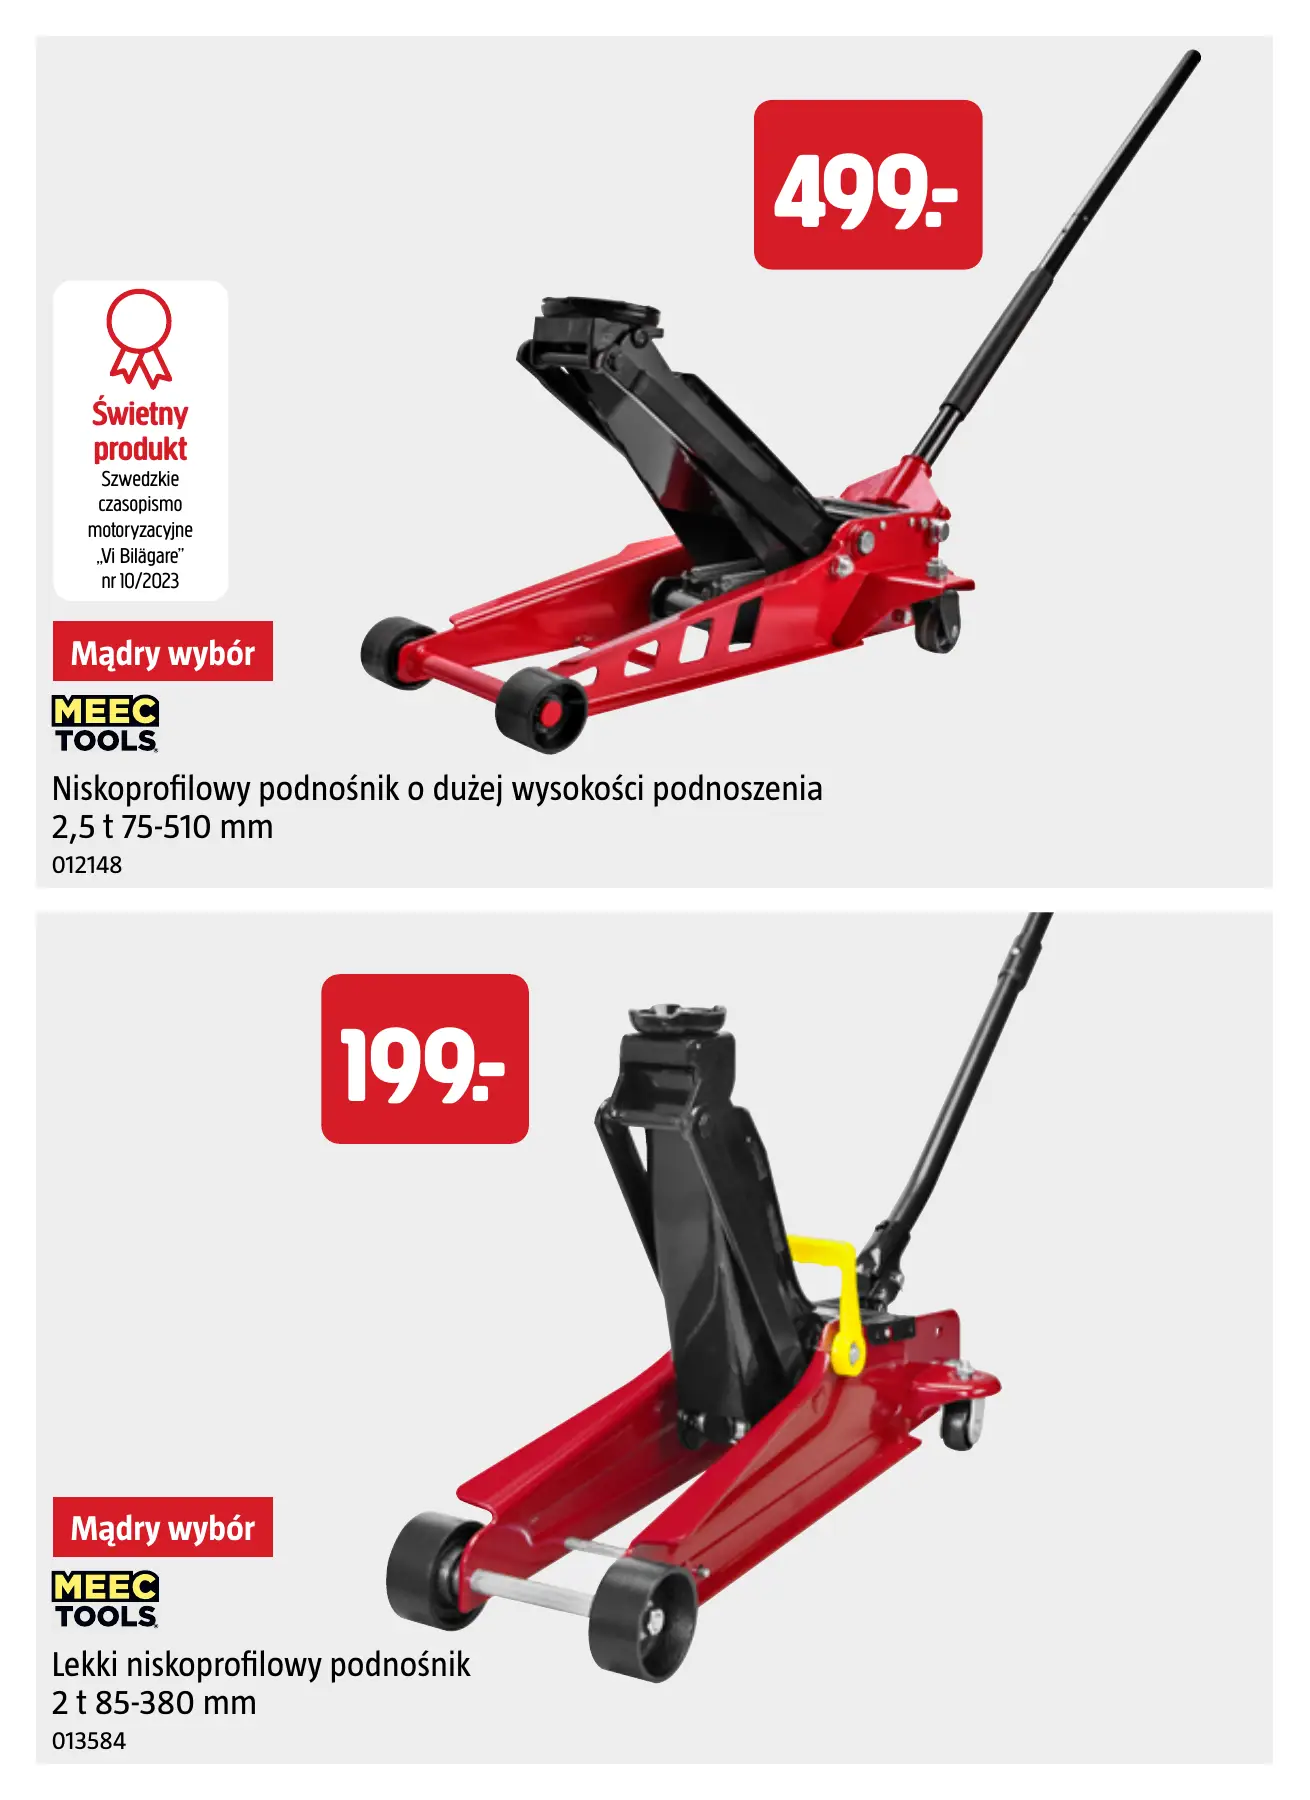 499.-
Świetny
produkt
Szwedzkie
czasopismo
motoryzacyjne
„Vi Bilägare”
nr 10/2023
Mądry wybór
MEEC
TOOLS®
Niskoprofilowy podnośnik o dużej wysokości podnoszenia
2,5 t 75-510 mm
012148
199.-
Mądry wybór
MEEC
TOOLS®
Lekki niskoprofilowy podnośnik
2 t 85-380 mm
013584